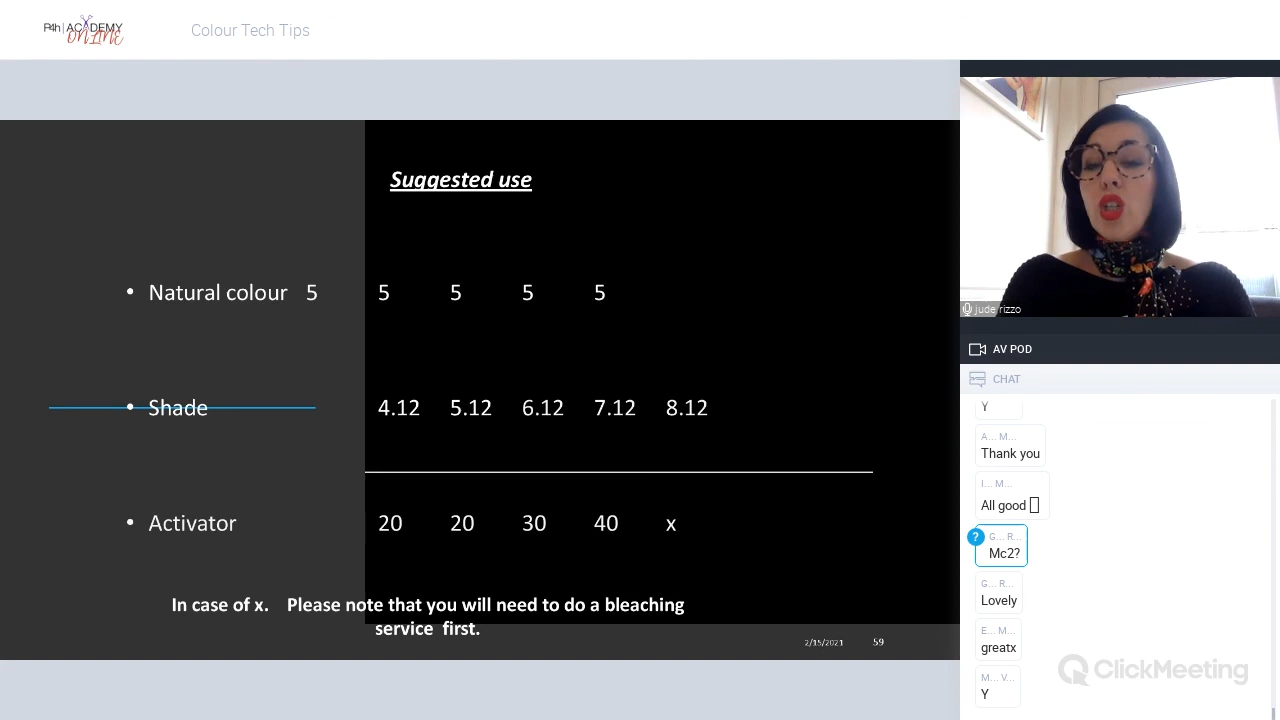 P4h ACADEMY
ONLINE
Colour Tech Tips
Suggested use
• Natural colour 5 5 5 5 5
• Shade 4.12 5.12 6.12 7.12 8.12
• Activator 20 20 30 40 x
In case of x. Please note that you will need to do a bleaching
service first.
2/15/2021 59
jude rizzo
AV POD
CHAT
Y
A... M...
Thank you
I... M...
All good
? G... R...
Mc2?
G... R...
Lovely
E... M...
greatx
M... V...
Y
ClickMeeting